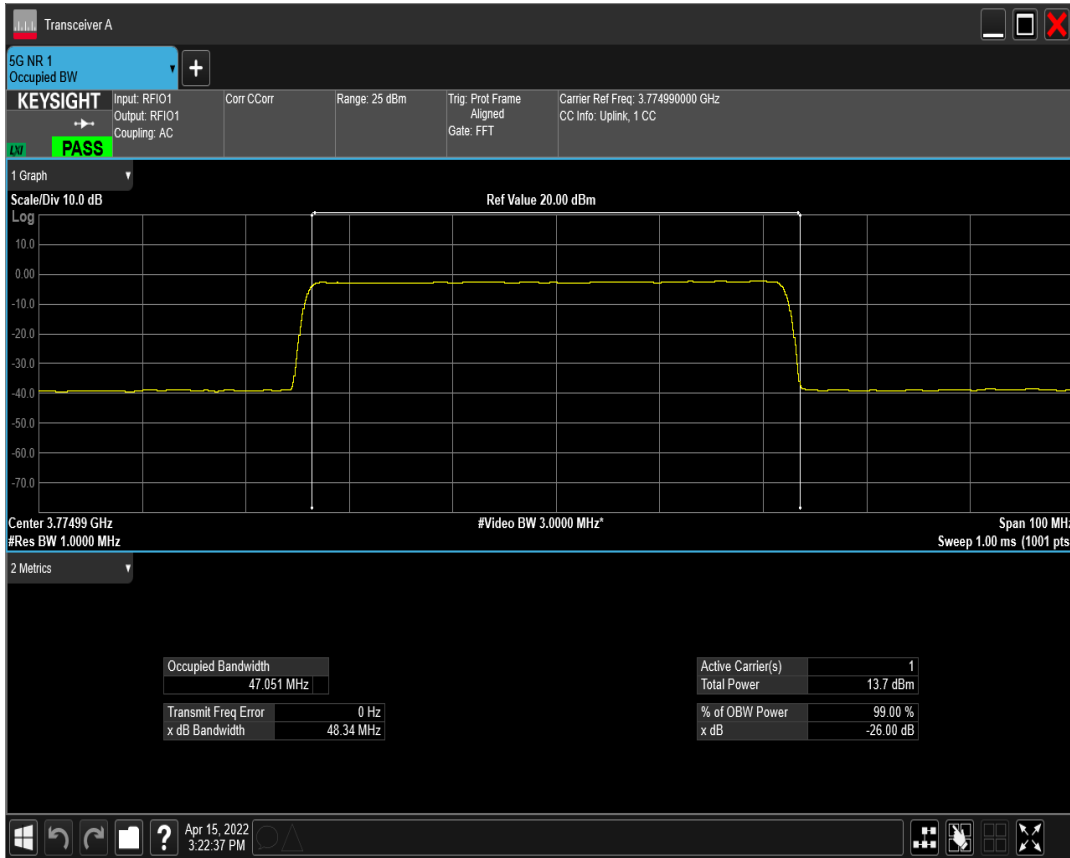 Transceiver A
5G NR 1
Occupied BW
KEYSIGHT
LXI
PASS
Input: RFIO1
Output: RFIO1
Coupling: AC
Corr CCorr
Range: 25 dBm
Trig: Prot Frame
Aligned
Gate: FFT
Carrier Ref Freq: 3.774990000 GHz
CC Info: Uplink, 1 CC
1 Graph
Scale/Div 10.0 dB
Ref Value 20.00 dBm
Log
10.0
0.00
-10.0
-20.0
-30.0
-40.0
-50.0
-60.0
-70.0
Center 3.77499 GHz
#Video BW 3.0000 MHz*
Span 100 MHz
#Res BW 1.0000 MHz
Sweep 1.00 ms (1001 pts
2 Metrics
Occupied Bandwidth
47.051 MHz
Transmit Freq Error 0 Hz
x dB Bandwidth 48.34 MHz
Active Carrier(s) 1
Total Power 13.7 dBm
% of OBW Power 99.00 %
x dB -26.00 dB
?
Apr 15, 2022
3:22:37 PM